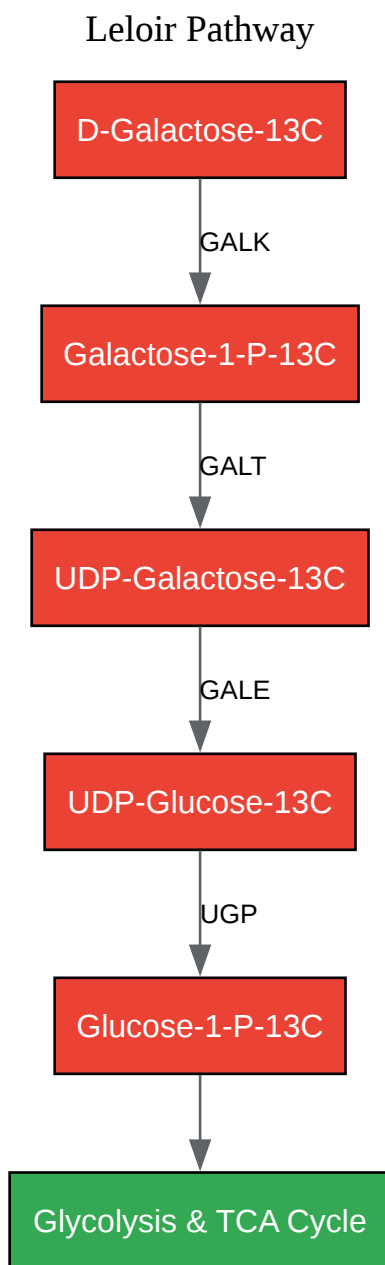 Leloir Pathway
D-Galactose-13C
GALK
Galactose-1-P-13C
GALT
UDP-Galactose-13C
GALE
UDP-Glucose-13C
UGP
Glucose-1-P-13C
Glycolysis & TCA Cycle